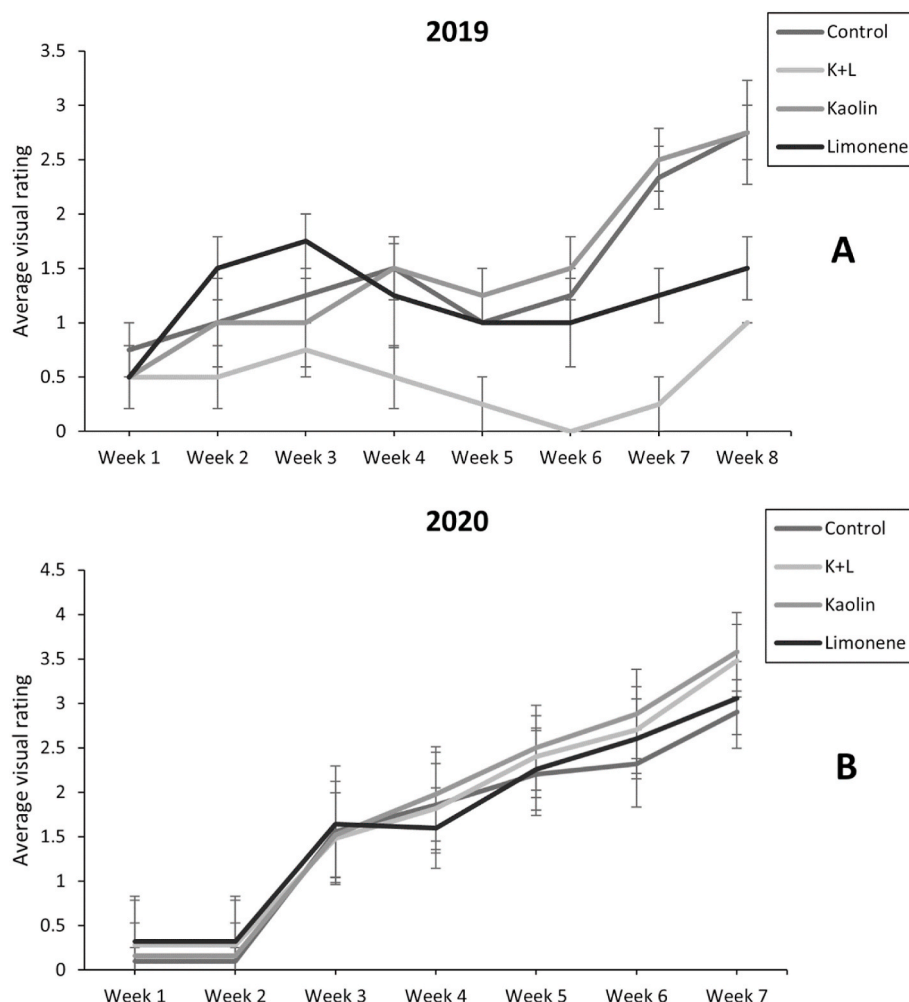 2019
Control
K+L
Kaolin
Limonene
A
Average visual rating
3.5
3
2.5
2
1.5
1
0.5
0
Week 1 Week 2 Week 3 Week 4 Week 5 Week 6 Week 7 Week 8
2020
Control
K+L
Kaolin
Limonene
B
Average visual rating
4.5
4
3.5
3
2.5
2
1.5
1
0.5
0
Week 1 Week 2 Week 3 Week 4 Week 5 Week 6 Week 7